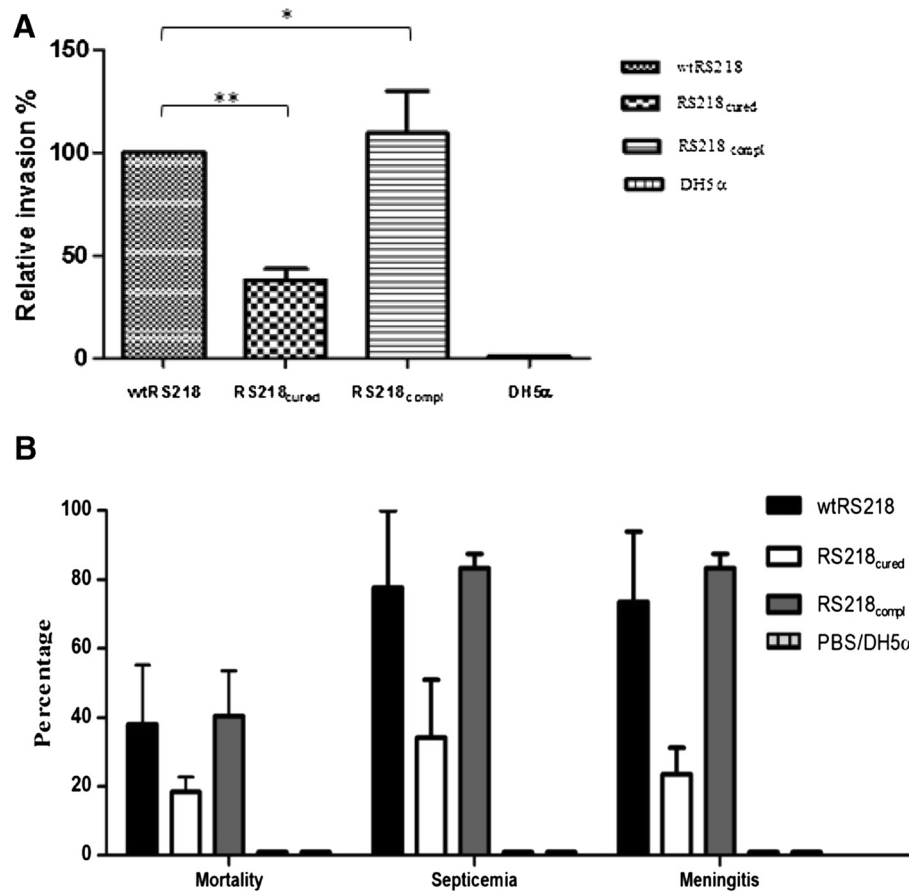 A
*
**
Relative invasion %
150
100
50
0
wtRS218
RS218cured
RS218compl
DH5α
wtRS218
RS218cured
RS218compl
DH5α
B
Percentage
100
80
60
40
20
0
Mortality
Septicemia
Meningitis
wtRS218
RS218cured
RS218compl
PBS/DH5α